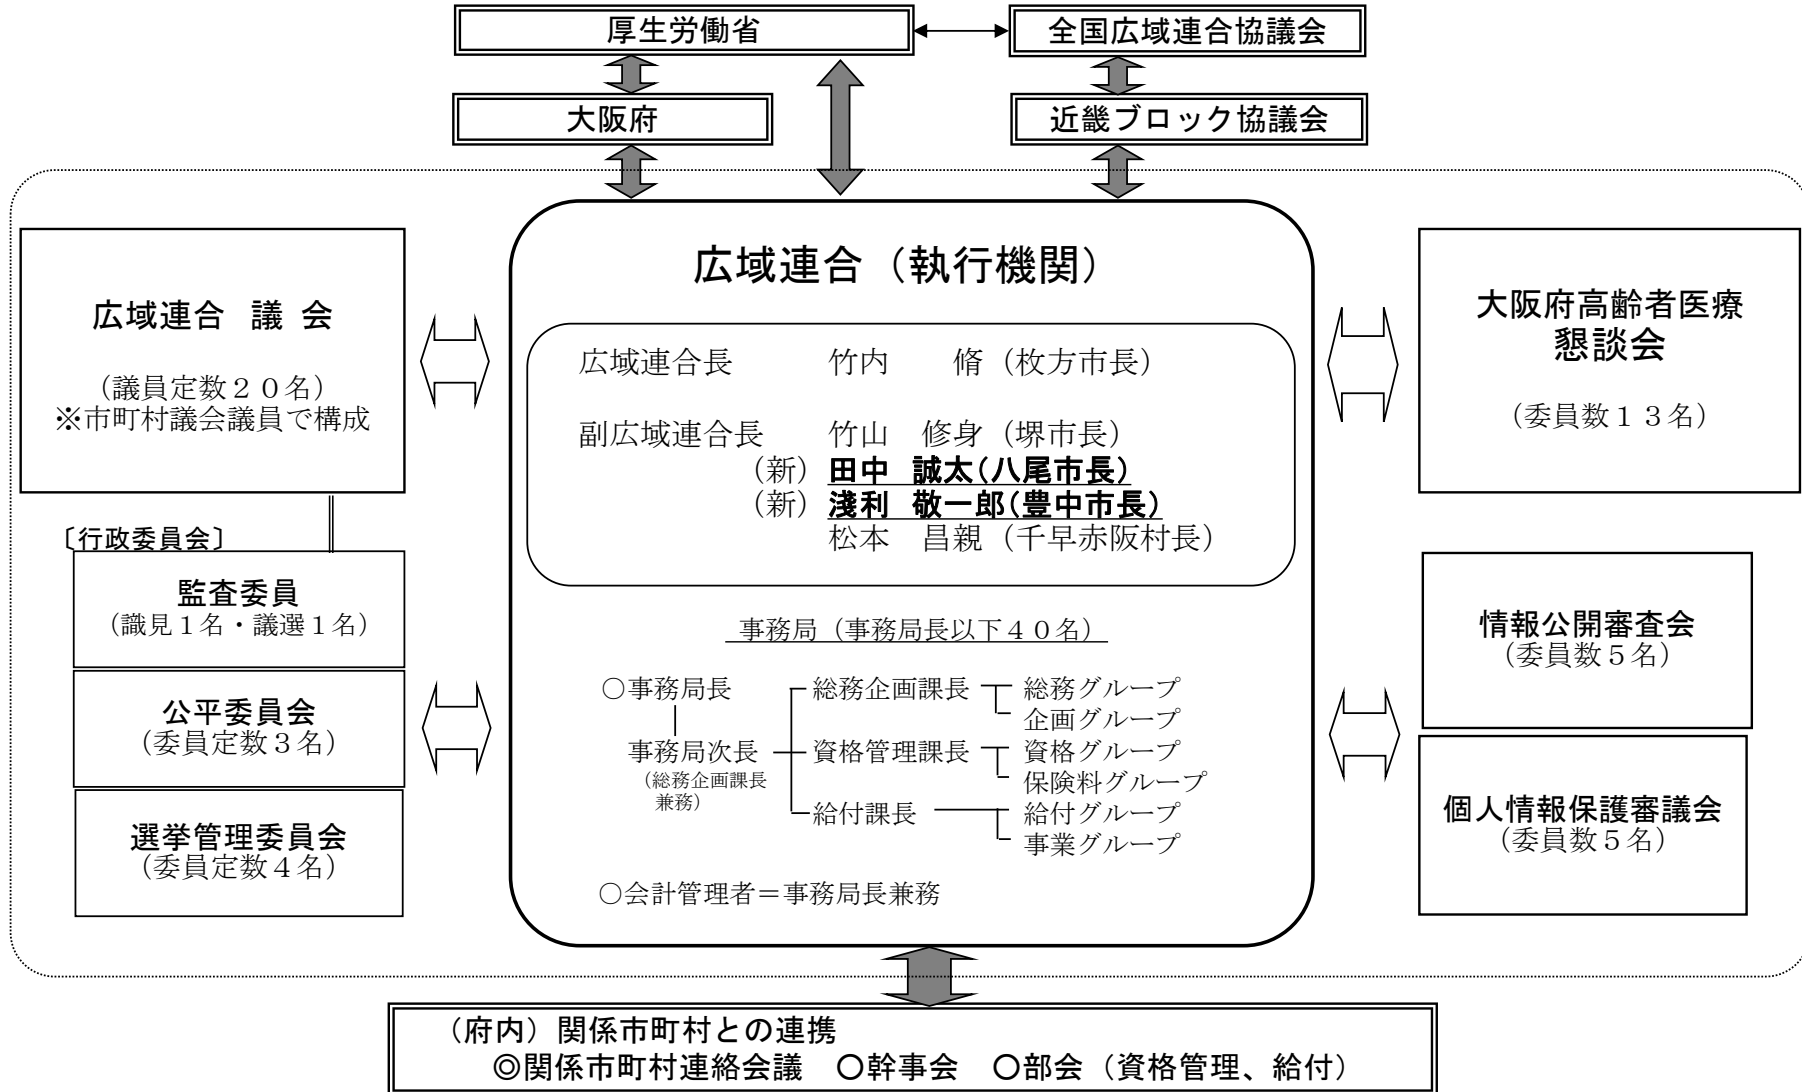 厚生労働省
全国広域連合協議会
大阪府
近畿ブロック協議会
広域連合　議 会
（議員定数２０名）
※市町村議会議員で構成
〔行政委員会〕
監査委員
（識見１名・議選１名）
公平委員会
（委員定数３名）
選挙管理委員会
（委員定数４名）
広域連合（執行機関）
広域連合長　　　竹内　　脩（枚方市長）
副広域連合長　　竹山　修身（堺市長）
（新）田中　誠太（八尾市長）
（新）淺利　敬一郎（豊中市長）
松本　昌親（千早赤阪村長）
事務局（事務局長以下４０名）
○事務局長
総務企画課長
総務グループ
企画グループ
事務局次長
（総務企画課長
兼務）
資格管理課長
資格グループ
保険料グループ
給付課長
給付グループ
事業グループ
○会計管理者＝事務局長兼務
大阪府高齢者医療
懇談会
（委員数１３名）
情報公開審査会
（委員数５名）
個人情報保護審議会
（委員数５名）
（府内）関係市町村との連携
◎関係市町村連絡会議　○幹事会　○部会（資格管理、給付）